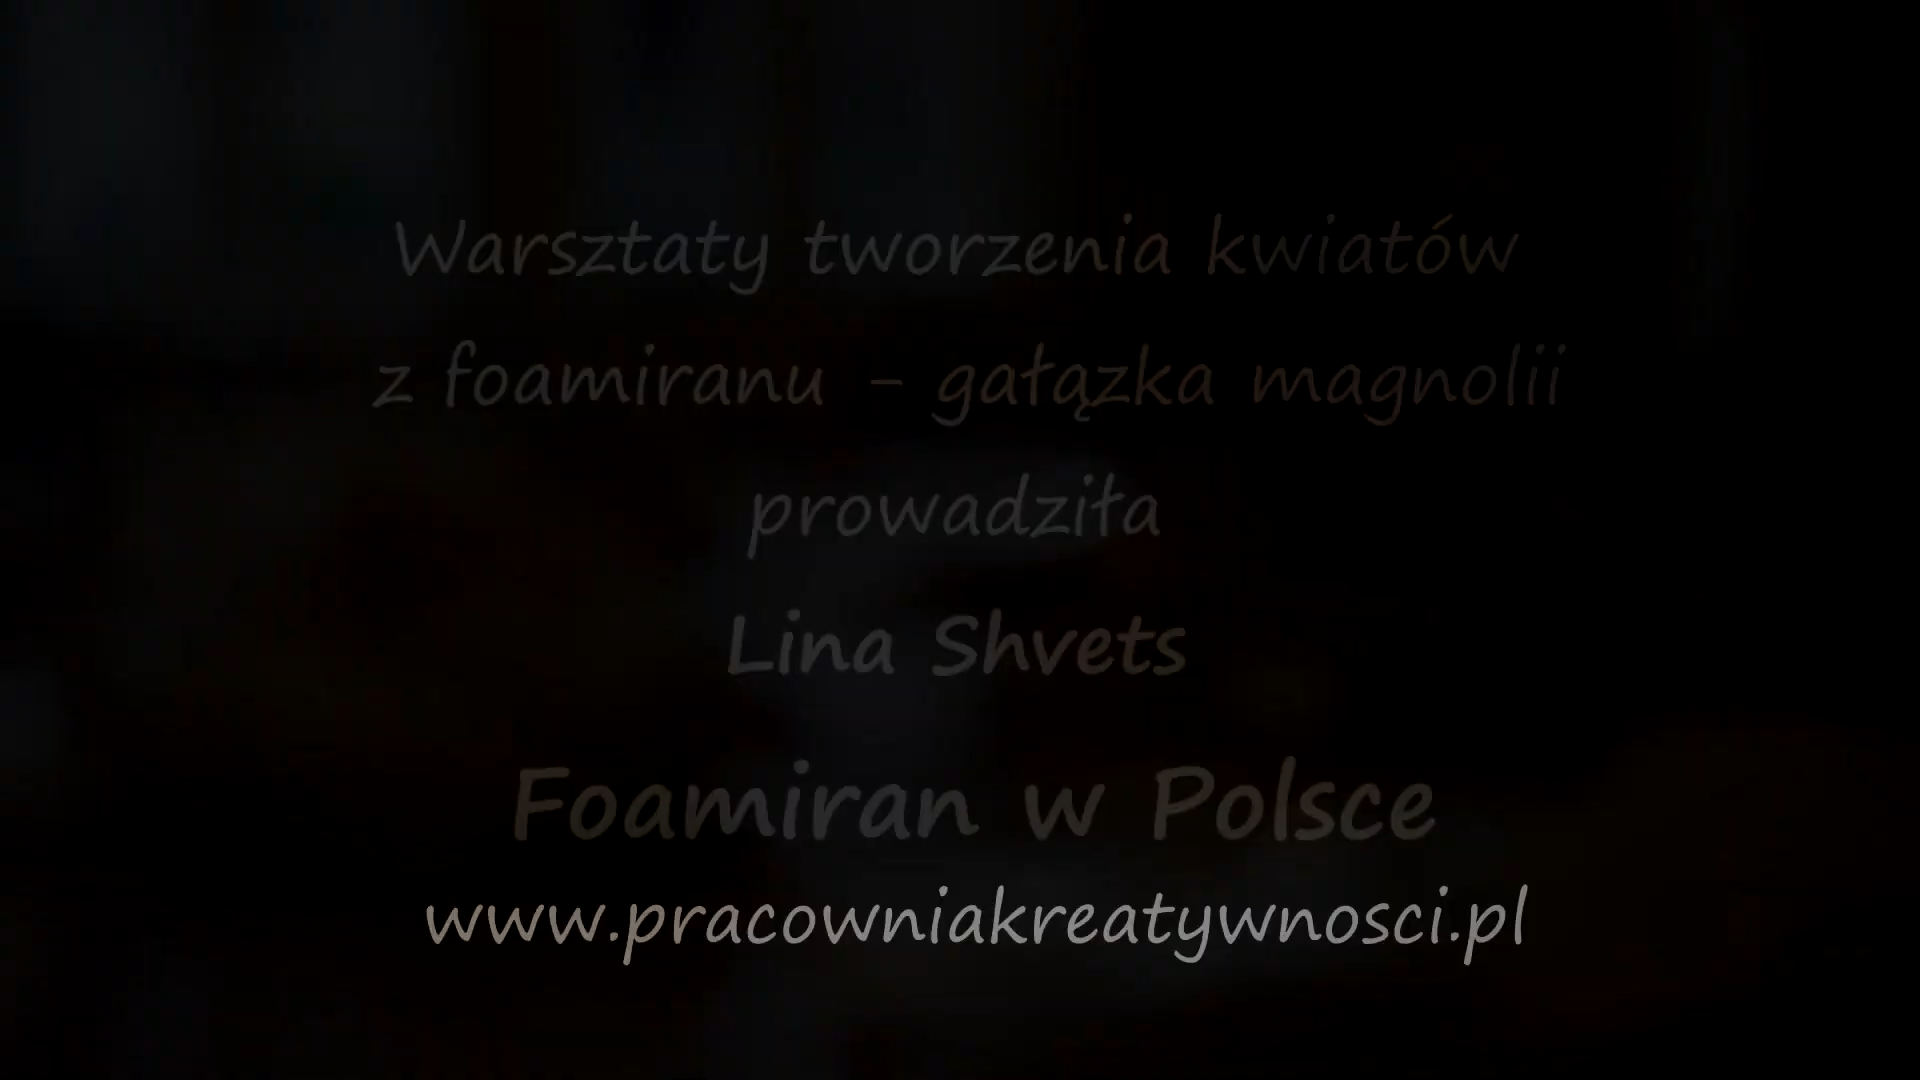 Warsztaty tworzenia kwiatów
z foamiranu - gałązka magnolii
prowadziła
Lina Shvets
Foamiran w Polsce
www.pracowniakreatywnosci.pl